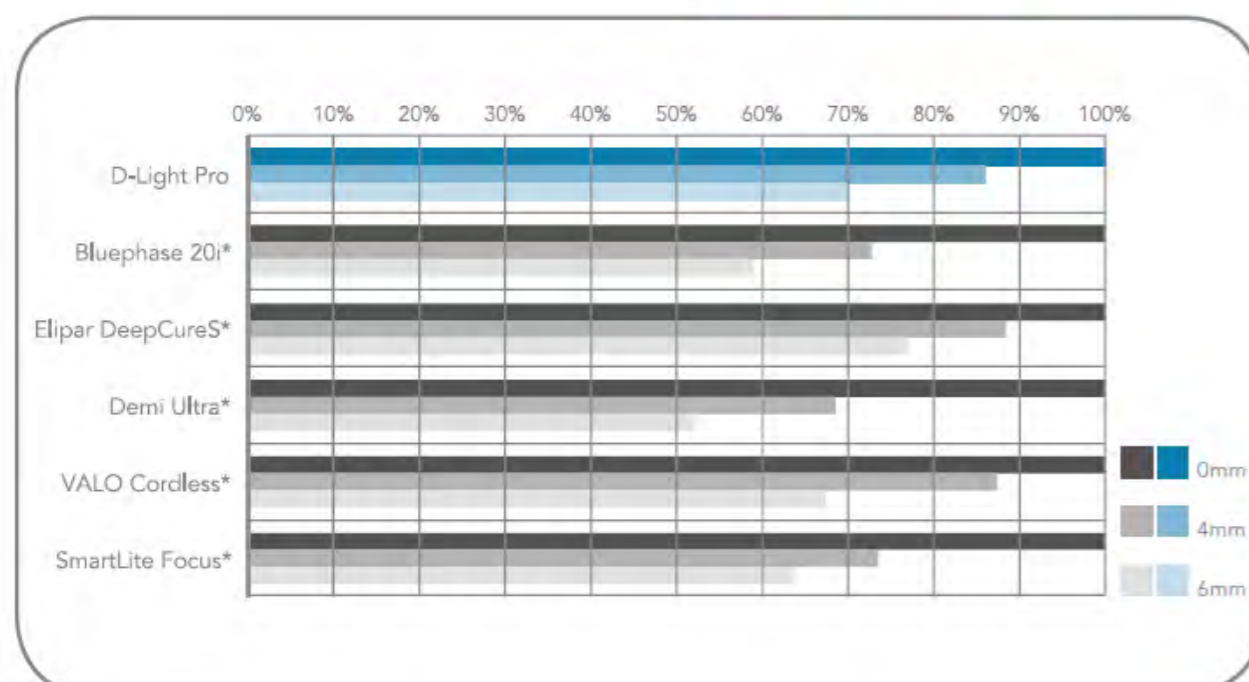 0% 10% 20% 30% 40% 50% 60% 70% 80% 90% 100%
D-Light Pro
Bluephase 20i*
Elipar DeepCureS*
Demi Ultra*
VALO Cordless*
SmartLite Focus*
0mm
4mm
6mm